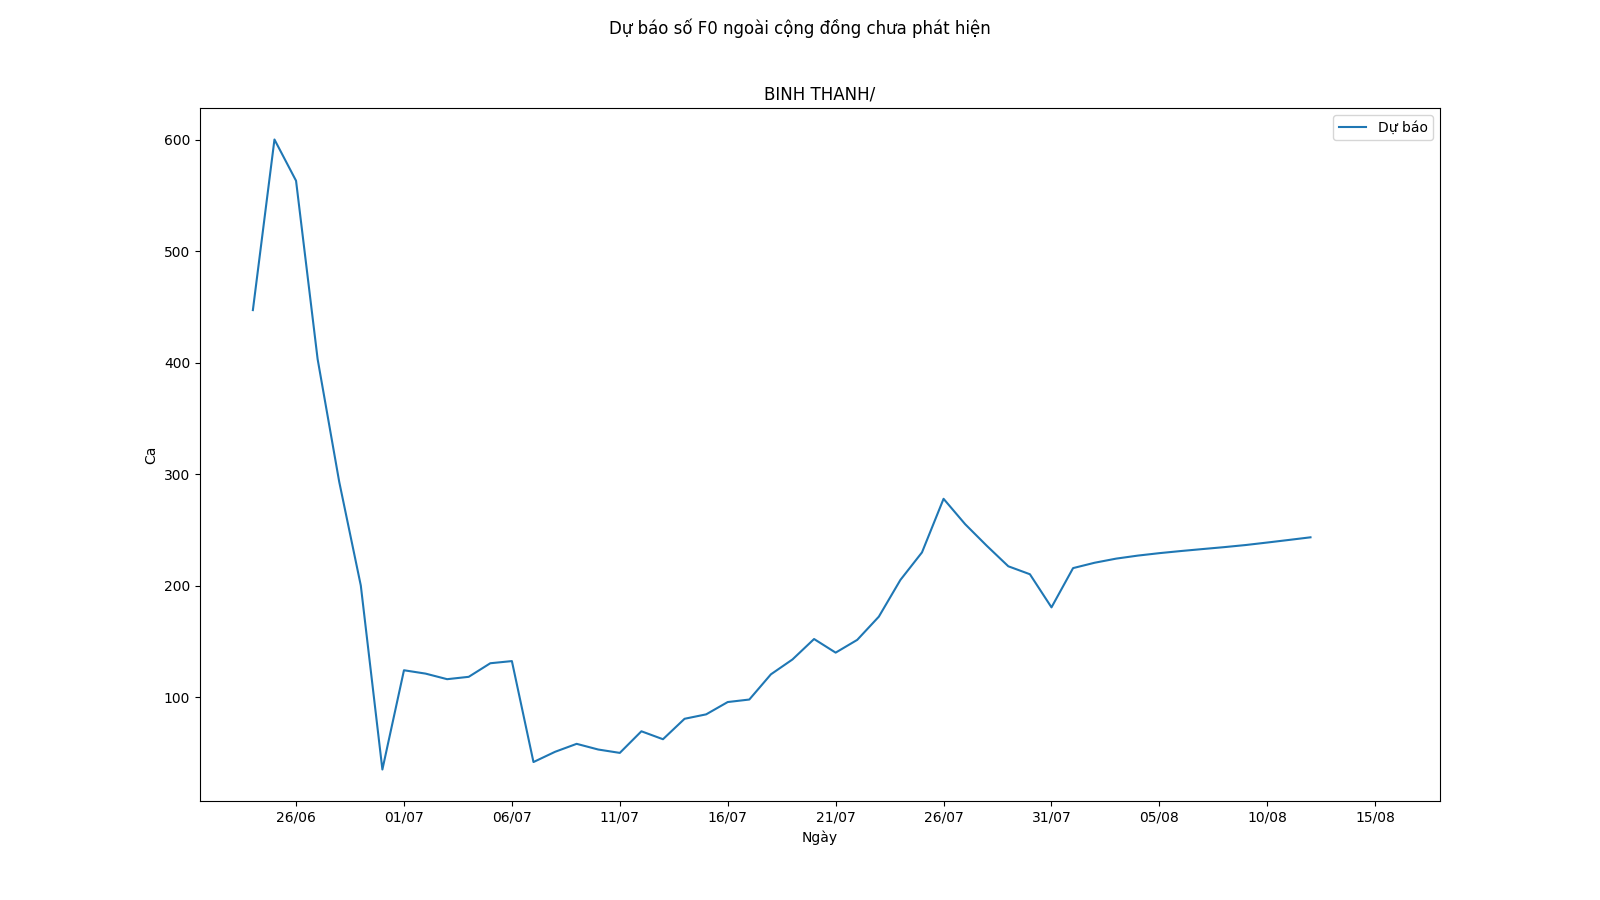 Dự báo số F0 ngoài cộng đồng chưa phát hiện
BINH THANH/
Dự báo
600
500
400
300
200
100
Ca
26/06 01/07 06/07 11/07 16/07 21/07 26/07 31/07 05/08 10/08 15/08
Ngày